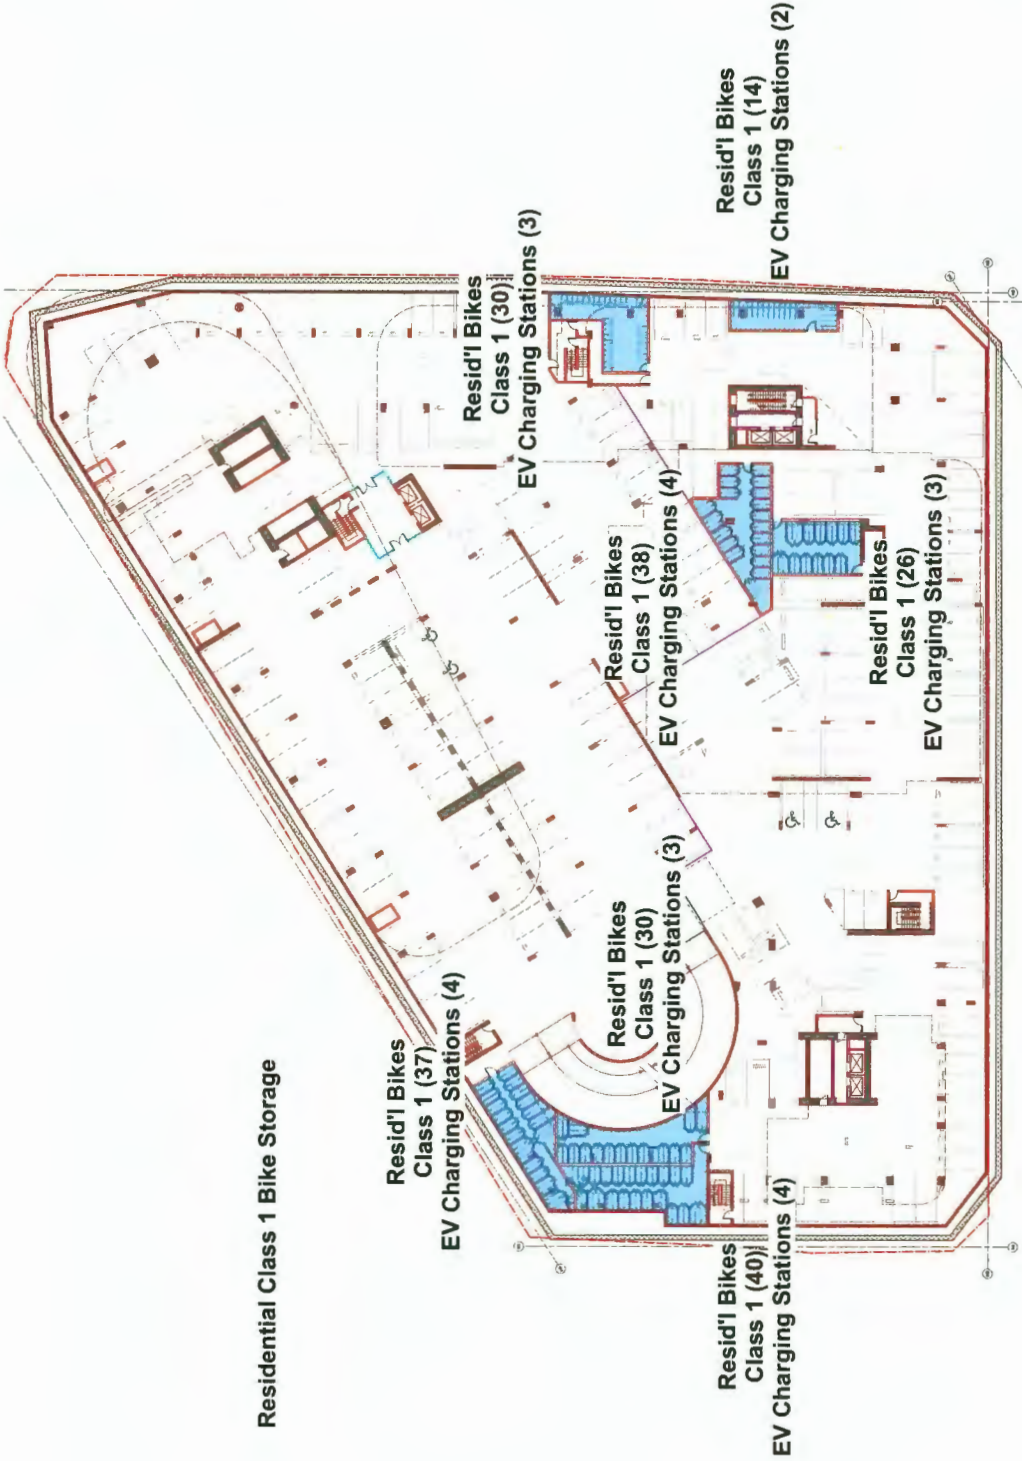 Residential Class 1 Bike Storage
Resid'l Bikes
Class 1 (37)
EV Charging Stations (4)
Resid'l Bikes
Class 1 (30)
EV Charging Stations (3)
Resid'l Bikes
Class 1 (30)
EV Charging Stations (3)
Resid'l Bikes
Class 1 (38)
EV Charging Stations (4)
Resid'l Bikes
Class 1 (40)
EV Charging Stations (4)
Resid'l Bikes
Class 1 (26)
EV Charging Stations (3)
Resid'l Bikes
Class 1 (14)
EV Charging Stations (2)